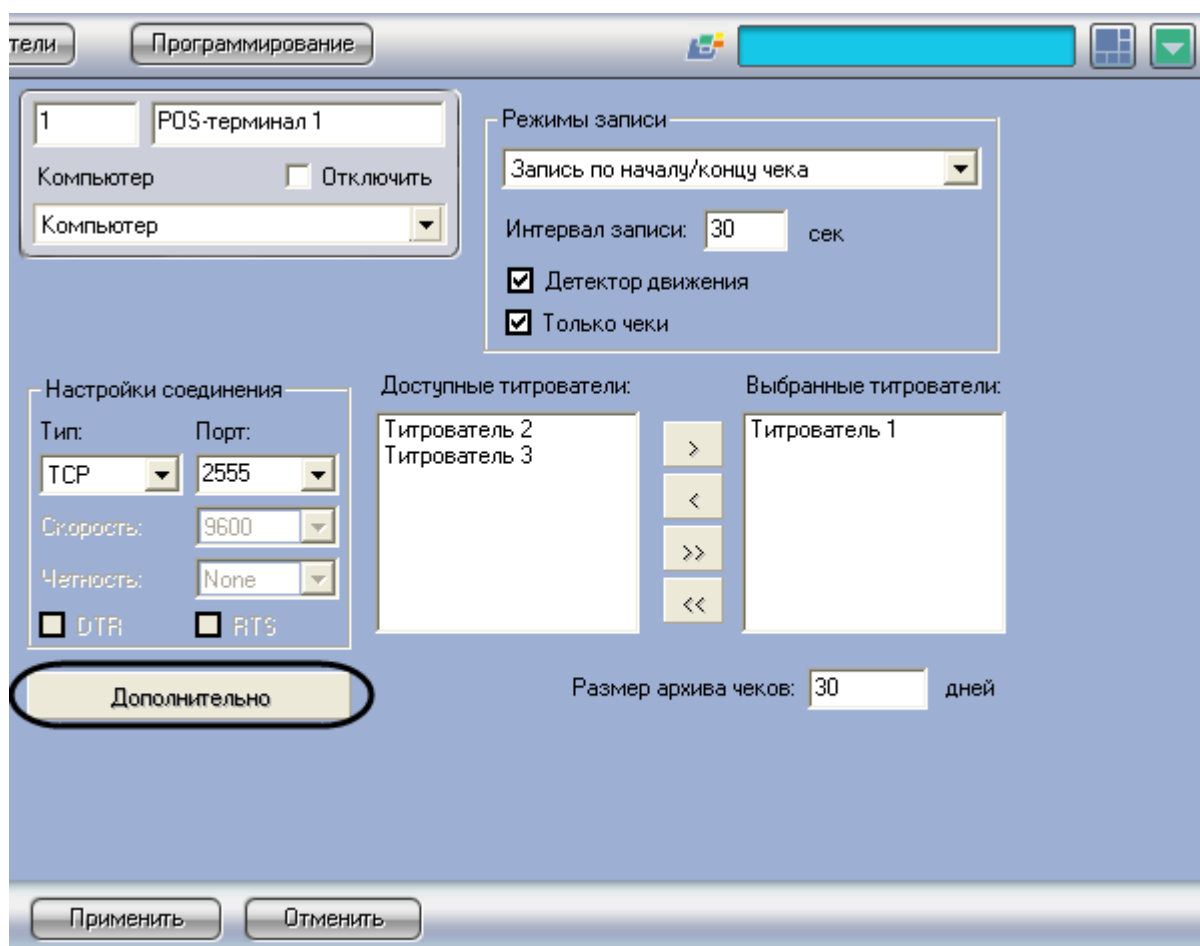 тели
Программирование
1
POS-терминал 1
Компьютер
Отключить
Компьютер
Режимы записи
Запись по началу/концу чека
Интервал записи: 30 сек
Детектор движения
Только чеки
Настройки соединения
Тип: Порт:
TCP 2555
Скорость: 9600
Четность: None
DTR RTS
Доступные титрователи:
Титрователь 2
Титрователь 3
>
<
>>
<<
Выбранные титрователи:
Титрователь 1
Дополнительно
Размер архива чеков: 30 дней
Применить
Отменить